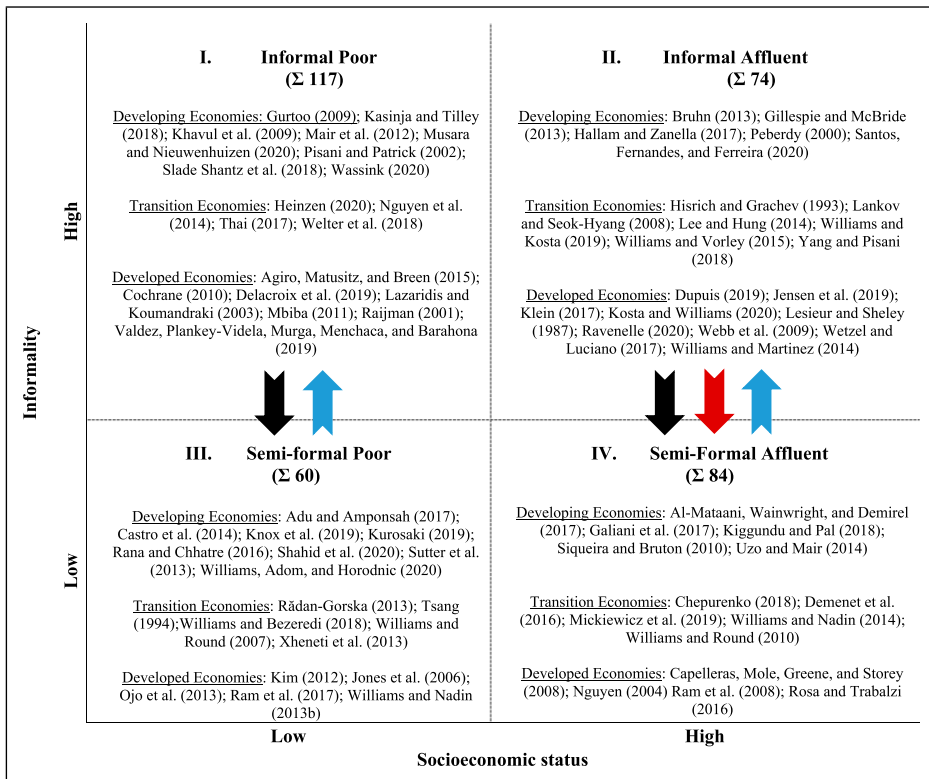 I. Informal Poor
(Σ 117)
Developing Economies: Gurtoo (2009); Kasinja and Tilley
(2018); Khavul et al. (2009); Mair et al. (2012); Musara
and Nieuwenhuizen (2020); Pisani and Patrick (2002);
Slade Shantz et al. (2018); Wassink (2020)
Transition Economies: Heinzen (2020); Nguyen et al.
(2014); Thai (2017); Welter et al. (2018)
Developed Economies: Agiro, Matusitz, and Breen (2015);
Cochrane (2010); Delacroix et al. (2019); Lazaridis and
Koumandraki (2003); Mbiba (2011); Raijman (2001);
Valdez, Plankey-Videla, Murga, Menchaca, and Barahona
(2019)
II. Informal Affluent
(Σ 74)
Developing Economies: Bruhn (2013); Gillespie and McBride
(2013); Hallam and Zanella (2017); Peberdy (2000); Santos,
Fernandes, and Ferreira (2020)
Transition Economies: Hisrich and Grachev (1993); Lankov
and Seok-Hyang (2008); Lee and Hung (2014); Williams and
Kosta (2019); Williams and Vorley (2015); Yang and Pisani
(2018)
Developed Economies: Dupuis (2019); Jensen et al. (2019);
Klein (2017); Kosta and Williams (2020); Lesieur and Sheley
(1987); Ravenelle (2020); Webb et al. (2009); Wetzel and
Luciano (2017); Williams and Martinez (2014)
High
Informality
Low
III. Semi-formal Poor
(Σ 60)
Developing Economies: Adu and Amponsah (2017);
Castro et al. (2014); Knox et al. (2019); Kurosaki (2019);
Rana and Chhatre (2016); Shahid et al. (2020); Sutter et al.
(2013); Williams, Adom, and Horodnic (2020)
Transition Economies: Rădan-Gorska (2013); Tsang
(1994);Williams and Bezeredi (2018); Williams and
Round (2007); Xheneti et al. (2013)
Developed Economies: Kim (2012); Jones et al. (2006);
Ojo et al. (2013); Ram et al. (2017); Williams and Nadin
(2013b)
IV. Semi-Formal Affluent
(Σ 84)
Developing Economies: Al-Mataani, Wainwright, and Demirel
(2017); Galiani et al. (2017); Kiggundu and Pal (2018);
Siqueira and Bruton (2010); Uzo and Mair (2014)
Transition Economies: Chepurenko (2018); Demenet et al.
(2016); Mickiewicz et al. (2019); Williams and Nadin (2014);
Williams and Round (2010)
Developed Economies: Capelleras, Mole, Greene, and Storey
(2008); Nguyen (2004) Ram et al. (2008); Rosa and Trabalzi
(2016)
Low
High
Socioeconomic status